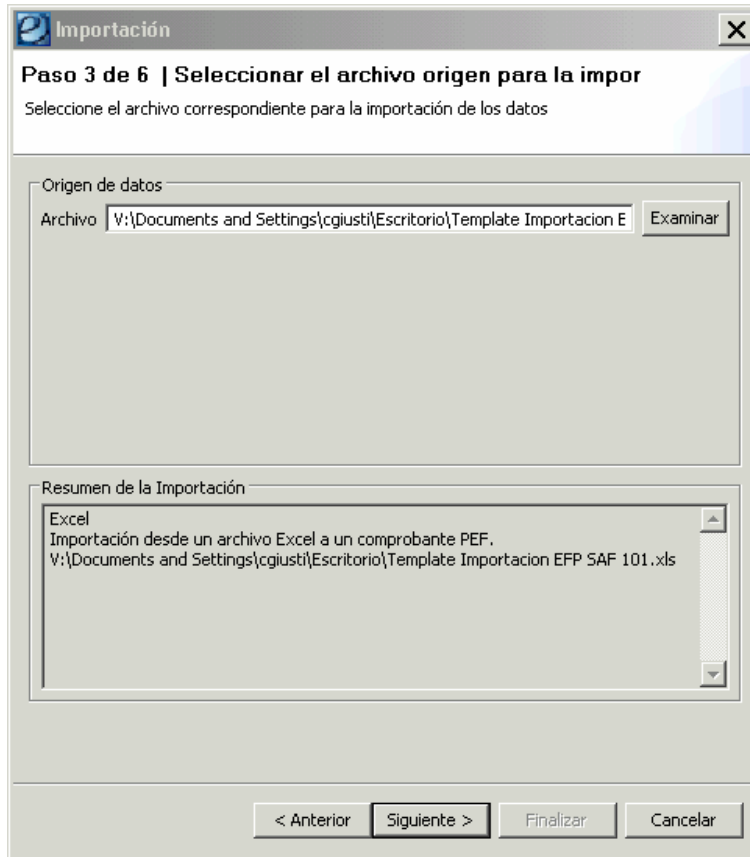 Importación
Paso 3 de 6 | Seleccionar el archivo origen para la impor
Seleccione el archivo correspondiente para la importación de los datos
Origen de datos
Archivo V:\Documents and Settings\cgiusti\Escritorio\Template Importacion E Examinar
Resumen de la Importación
Excel
Importación desde un archivo Excel a un comprobante PEF.
V:\Documents and Settings\cgiusti\Escritorio\Template Importacion EFP SAF 101.xls
< Anterior Siguiente > Finalizar Cancelar